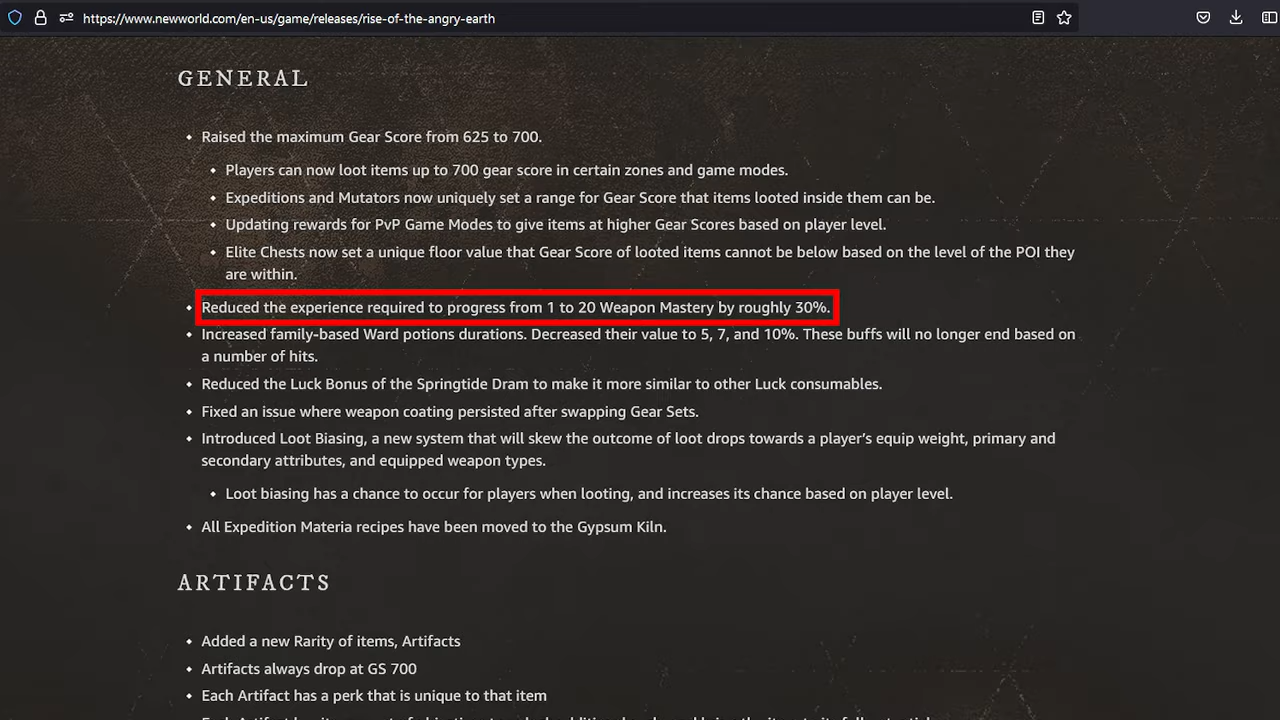 https://www.newworld.com/en-us/game/releases/rise-of-the-angry-earth
GENERAL
Raised the maximum Gear Score from 625 to 700.
Players can now loot items up to 700 gear score in certain zones and game modes.
Expeditions and Mutators now uniquely set a range for Gear Score that items looted inside them can be.
Updating rewards for PvP Game Modes to give items at higher Gear Scores based on player level.
Elite Chests now set a unique floor value that Gear Score of looted items cannot be below based on the level of the POI they
are within.
Reduced the experience required to progress from 1 to 20 Weapon Mastery by roughly 30%.
Increased family-based Ward potions durations. Decreased their value to 5, 7, and 10%. These buffs will no longer end based on
a number of hits.
Reduced the Luck Bonus of the Springtide Dram to make it more similar to other Luck consumables.
Fixed an issue where weapon coating persisted after swapping Gear Sets.
Introduced Loot Biasing, a new system that will skew the outcome of loot drops towards a player’s equip weight, primary and
secondary attributes, and equipped weapon types.
Loot biasing has a chance to occur for players when looting, and increases its chance based on player level.
All Expedition Materia recipes have been moved to the Gypsum Kiln.
ARTIFACTS
Added a new Rarity of items, Artifacts
Artifacts always drop at GS 700
Each Artifact has a perk that is unique to that item